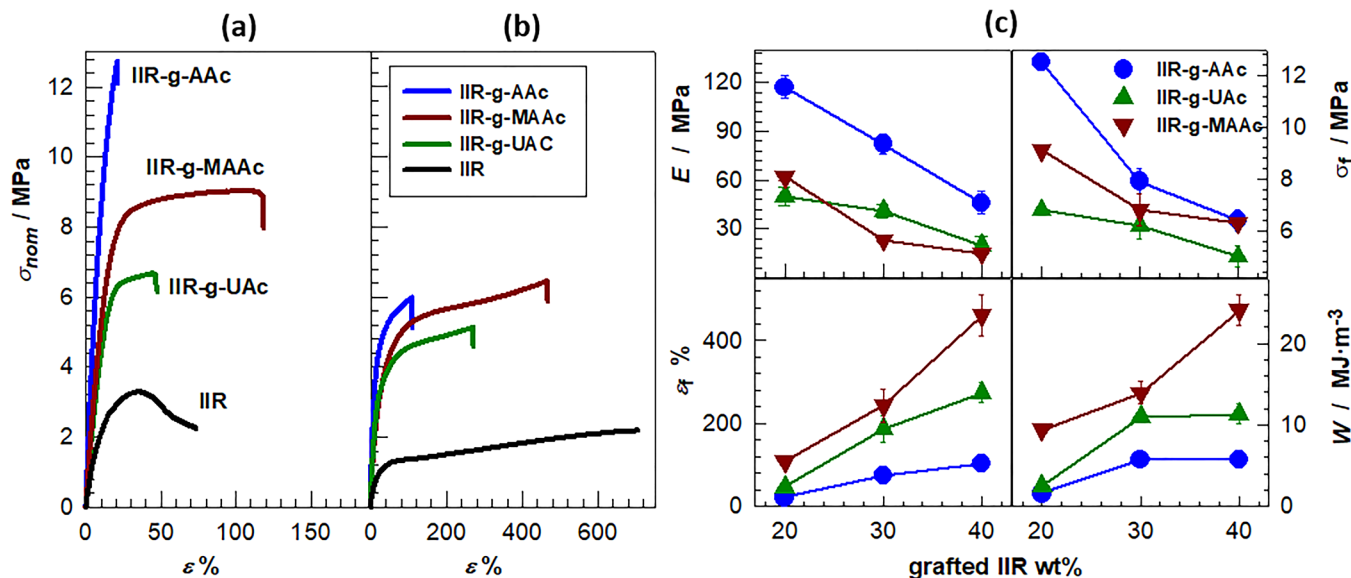 (a)
(b)
(c)
12
10
8
6
4
2
0
σnom / MPa
IIR-g-AAc
IIR-g-MAAc
IIR-g-UAc
IIR
0 50 100 150
ε %
IIR-g-AAc
IIR-g-MAAc
IIR-g-UAC
IIR
0 200 400 600
ε %
120
90
60
30
E / MPa
IIR-g-AAc
IIR-g-UAc
IIR-g-MAAc
12
10
8
6
σf / MPa
400
200
0
εf %
20
10
0
W / MJ·m-3
20 30 40 20 30 40
grafted IIR wt%